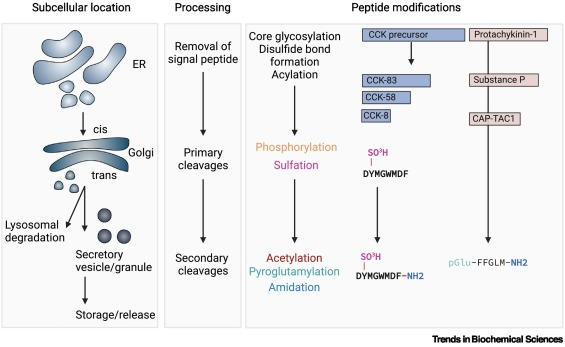 Subcellular location
Processing
Peptide modifications
ER
cis
Golgi
trans
Lysosomal
degradation
Secretory
vesicle/granule
Storage/release
Removal of
signal peptide
Primary
cleavages
Secondary
cleavages
Core glycosylation
Disulfide bond
formation
Acylation
Phosphorylation
Sulfation
Acetylation
Pyroglutamylation
Amidation
CCK precursor
CCK-83
CCK-58
CCK-8
SO³H
DYMGWMDF
SO³H
DYMGWMDF-NH2
Protachykinin-1
Substance P
CAP-TAC1
pGlu-FFGLM-NH2
Trends in Biochemical Sciences